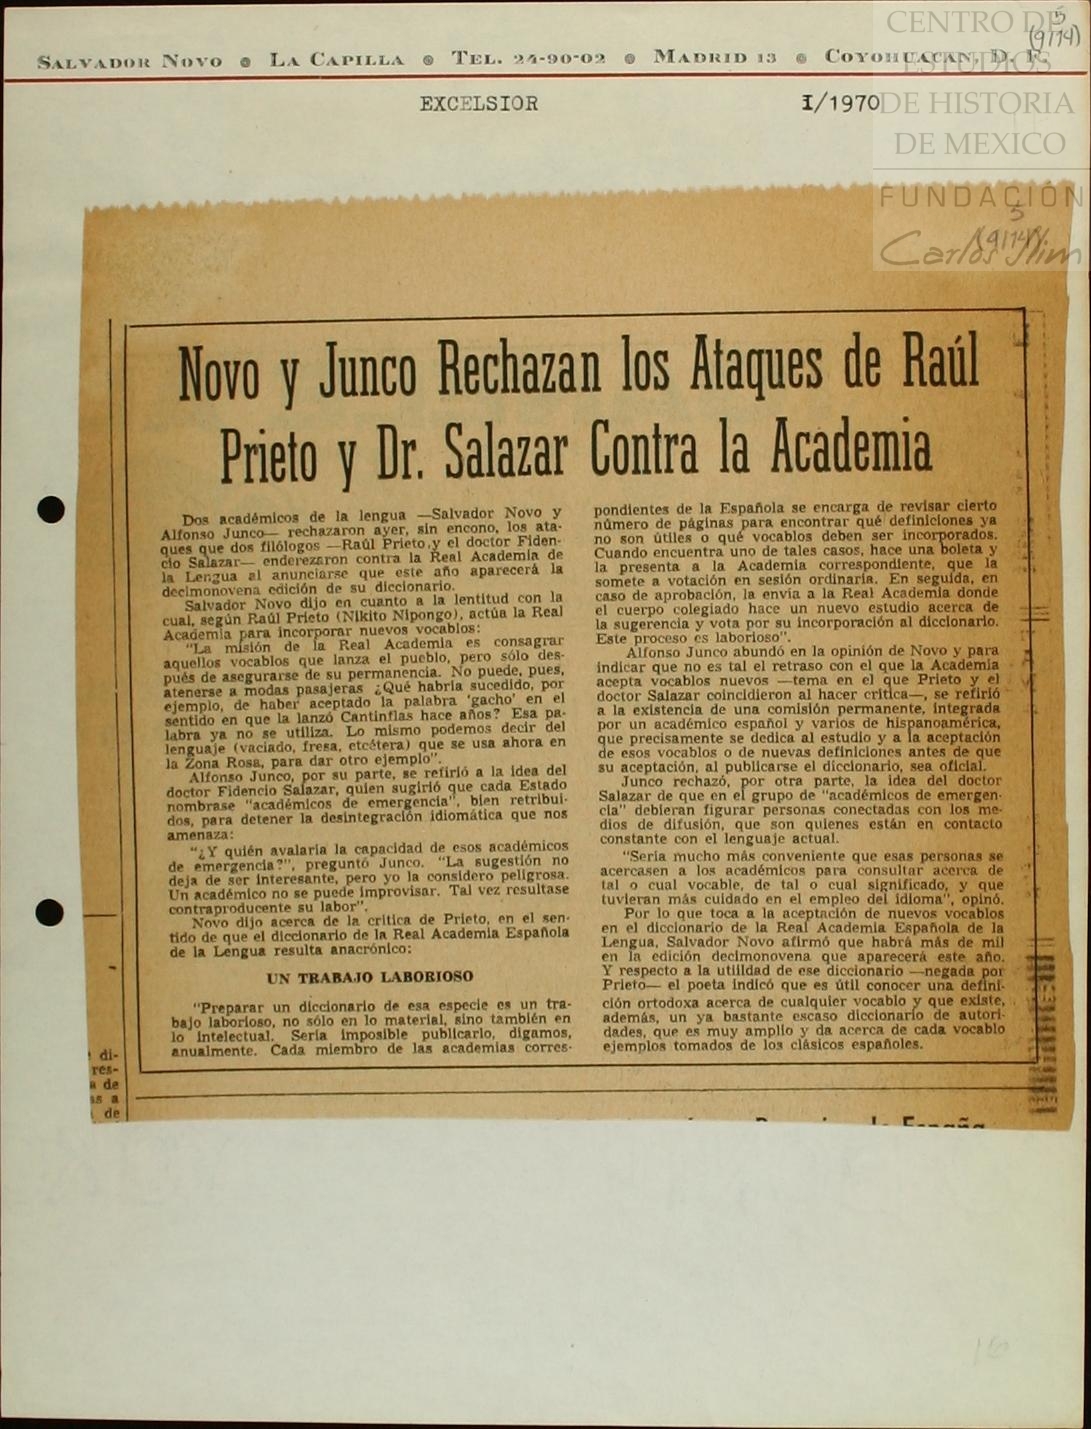 CENTRO DE
ESTUDIOS
DE HISTORIA
DE MEXICO
FUNDACIÓN
Carlos Slim
5
(9174)
SALVADOR NOVO ● LA CAPILLA ● TEL. 24-90-02 ● MADRID 13 ● COYOHUACAN, D. F.
EXCELSIOR I/1970
5
(9174)
Novo y Junco Rechazan los Ataques de Raúl
Prieto y Dr. Salazar Contra la Academia
Dos académicos de la lengua —Salvador Novo y
Alfonso Junco— rechazaron ayer, sin encono, los ata-
ques que dos filólogos —Raúl Prieto y el doctor Fiden-
cio Salazar— enderezaron contra la Real Academia de
la Lengua al anunciarse que este año aparecerá la
decimonovena edición de su diccionario.
Salvador Novo dijo en cuanto a la lentitud con la
cual, según Raúl Prieto (Nikito Nipongo), actúa la Real
Academia para incorporar nuevos vocablos:
"La misión de la Real Academia es consagrar
aquellos vocablos que lanza el pueblo, pero sólo des-
pués de asegurarse de su permanencia. No puede, pues,
atenerse a modas pasajeras ¿Qué habría sucedido, por
ejemplo, de haber aceptado la palabra 'gacho' en el
sentido en que la lanzó Cantinflas hace años? Esa pa-
labra ya no se utiliza. Lo mismo podemos decir del
lenguaje (vaciado, fresa, etcétera) que se usa ahora en
la Zona Rosa, para dar otro ejemplo".
Alfonso Junco, por su parte, se refirió a la idea del
doctor Fidencio Salazar, quien sugirió que cada Estado
nombrase "académicos de emergencia", bien retribui-
dos, para detener la desintegración idiomática que nos
amenaza:
"¿Y quién avalaría la capacidad de esos académicos
de emergencia?", preguntó Junco. "La sugestión no
deja de ser interesante, pero yo la considero peligrosa.
Un académico no se puede improvisar. Tal vez resultase
contraproducente su labor".
Novo dijo acerca de la crítica de Prieto, en el sen-
tido de que el diccionario de la Real Academia Española
de la Lengua resulta anacrónico:
UN TRABAJO LABORIOSO
"Preparar un diccionario de esa especie es un tra-
bajo laborioso, no sólo en lo material, sino también en
lo intelectual. Sería imposible publicarlo, digamos,
anualmente. Cada miembro de las academias corres-
pondientes de la Española se encarga de revisar cierto
número de páginas para encontrar qué definiciones ya
no son útiles o qué vocablos deben ser incorporados.
Cuando encuentra uno de tales casos, hace una boleta y
la presenta a la Academia correspondiente, que la
somete a votación en sesión ordinaria. En seguida, en
caso de aprobación, la envía a la Real Academia donde
el cuerpo colegiado hace un nuevo estudio acerca de
la sugerencia y vota por su incorporación al diccionario.
Este proceso es laborioso".
Alfonso Junco abundó en la opinión de Novo y para
indicar que no es tal el retraso con el que la Academia
acepta vocablos nuevos —tema en el que Prieto y el
doctor Salazar coincidieron al hacer crítica—, se refirió
a la existencia de una comisión permanente, integrada
por un académico español y varios de hispanoamérica,
que precisamente se dedica al estudio y a la aceptación
de esos vocablos o de nuevas definiciones antes de que
su aceptación, al publicarse el diccionario, sea oficial.
Junco rechazó, por otra parte, la idea del doctor
Salazar de que en el grupo de "académicos de emergen-
cia" debieran figurar personas conectadas con los me-
dios de difusión, que son quienes están en contacto
constante con el lenguaje actual.
"Sería mucho más conveniente que esas personas se
acercasen a los académicos para consultar acerca de
tal o cual vocable, de tal o cual significado, y que
tuvieran más cuidado en el empleo del idioma", opinó.
Por lo que toca a la aceptación de nuevos vocablos
en el diccionario de la Real Academia Española de la
Lengua, Salvador Novo afirmó que habrá más de mil
en la edición decimonovena que aparecerá este año.
Y respecto a la utilidad de ese diccionario —negada por
Prieto— el poeta indicó que es útil conocer una defini-
ción ortodoxa acerca de cualquier vocablo y que existe,
además, un ya bastante escaso diccionario de autori-
dades, que es muy amplio y da acerca de cada vocablo
ejemplos tomados de los clásicos españoles.
di-
res-
de
a
de